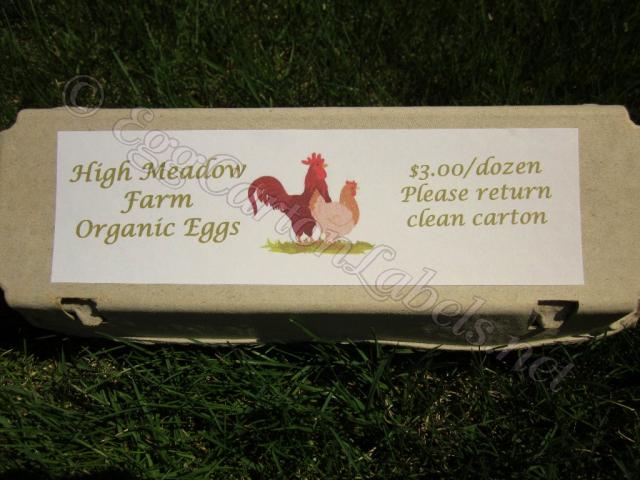 High Meadow
Farm
Organic Eggs
$3.00/dozen
Please return
clean carton
© EggCartonLabels.net